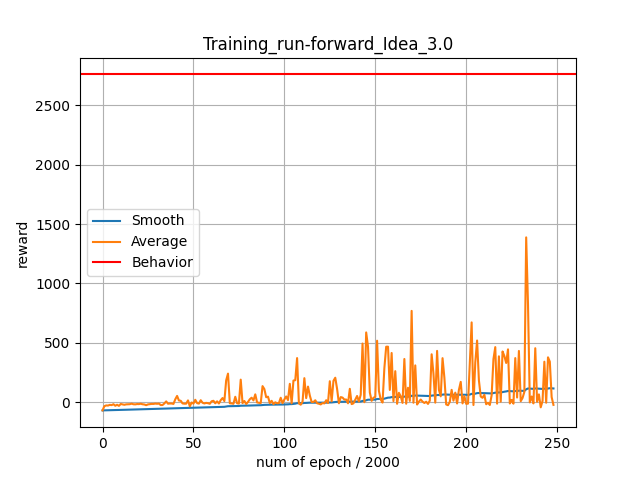 Training_run-forward_Idea_3.0
reward
2500
2000
1500
1000
500
0
Smooth
Average
Behavior
0 50 100 150 200 250
num of epoch / 2000